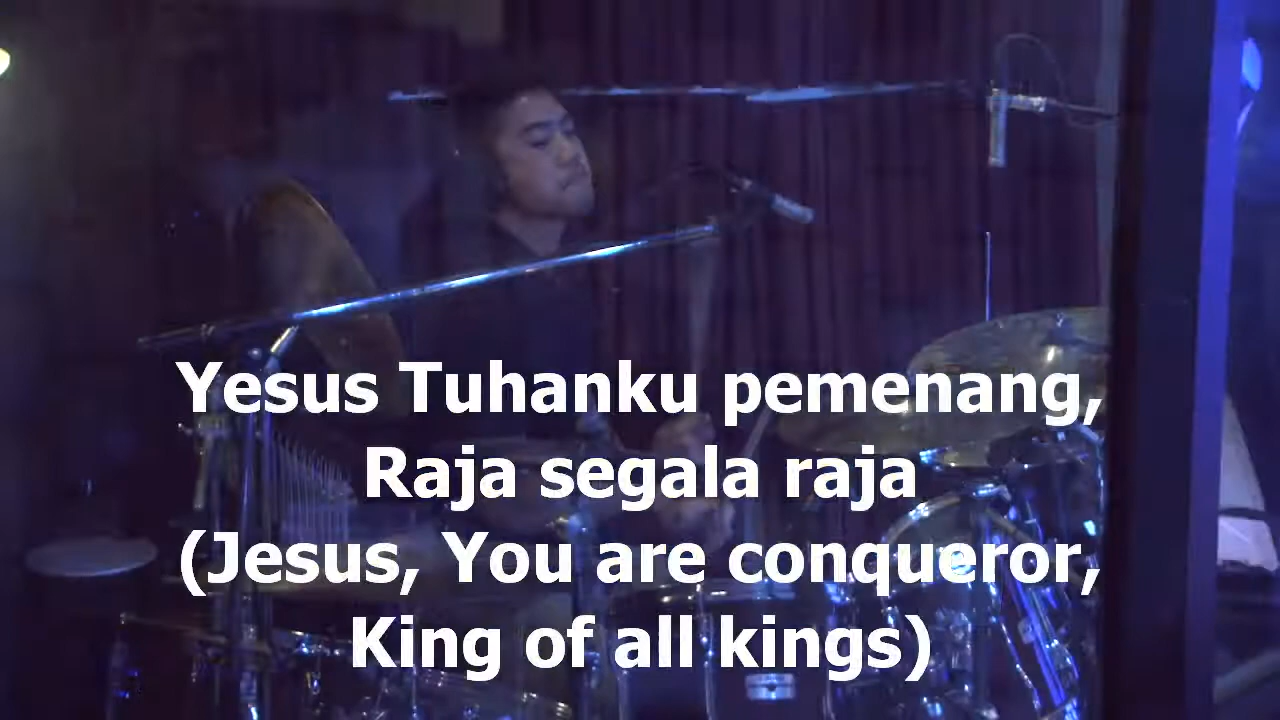 Yesus Tuhanku pemenang,
Raja segala raja
(Jesus, You are conqueror,
King of all kings)